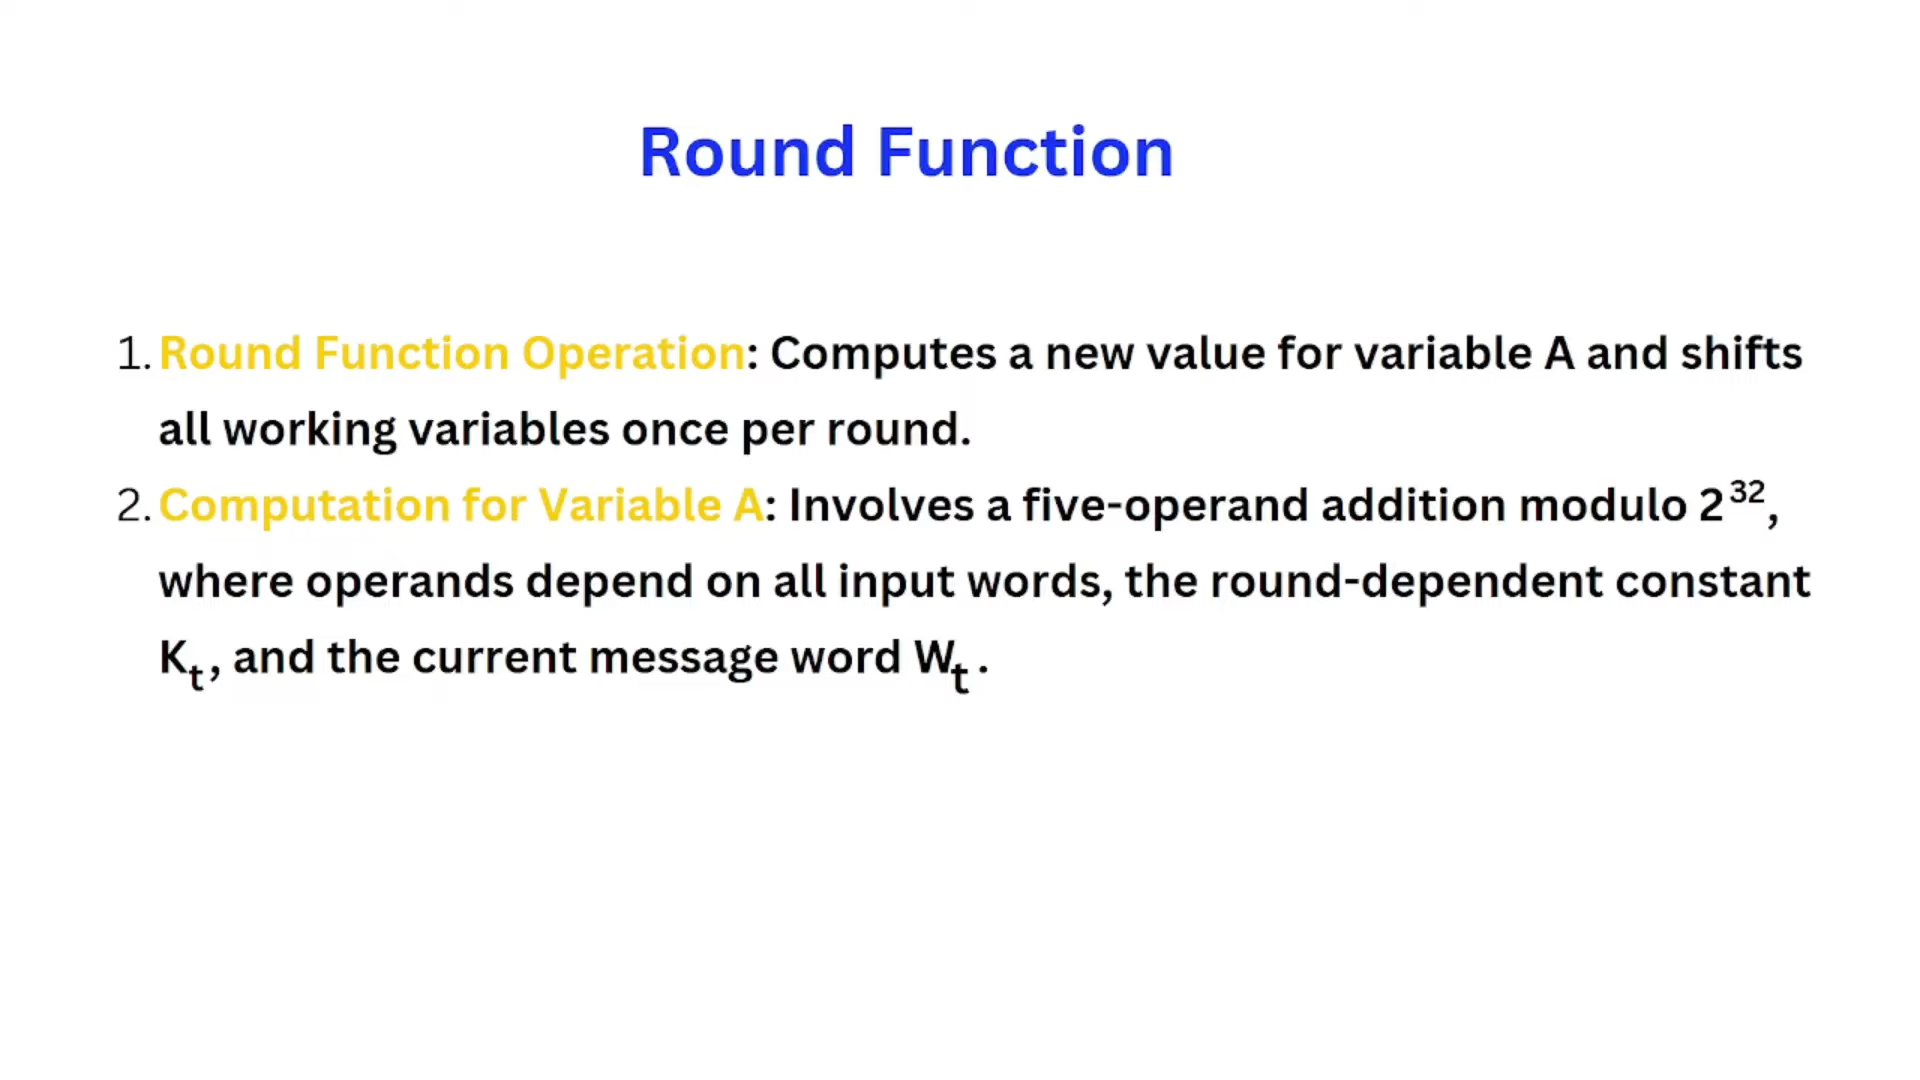 Round Function
1. Round Function Operation: Computes a new value for variable A and shifts
all working variables once per round.
2. Computation for Variable A: Involves a five-operand addition modulo 2³²,
where operands depend on all input words, the round-dependent constant
Kₜ, and the current message word Wₜ.